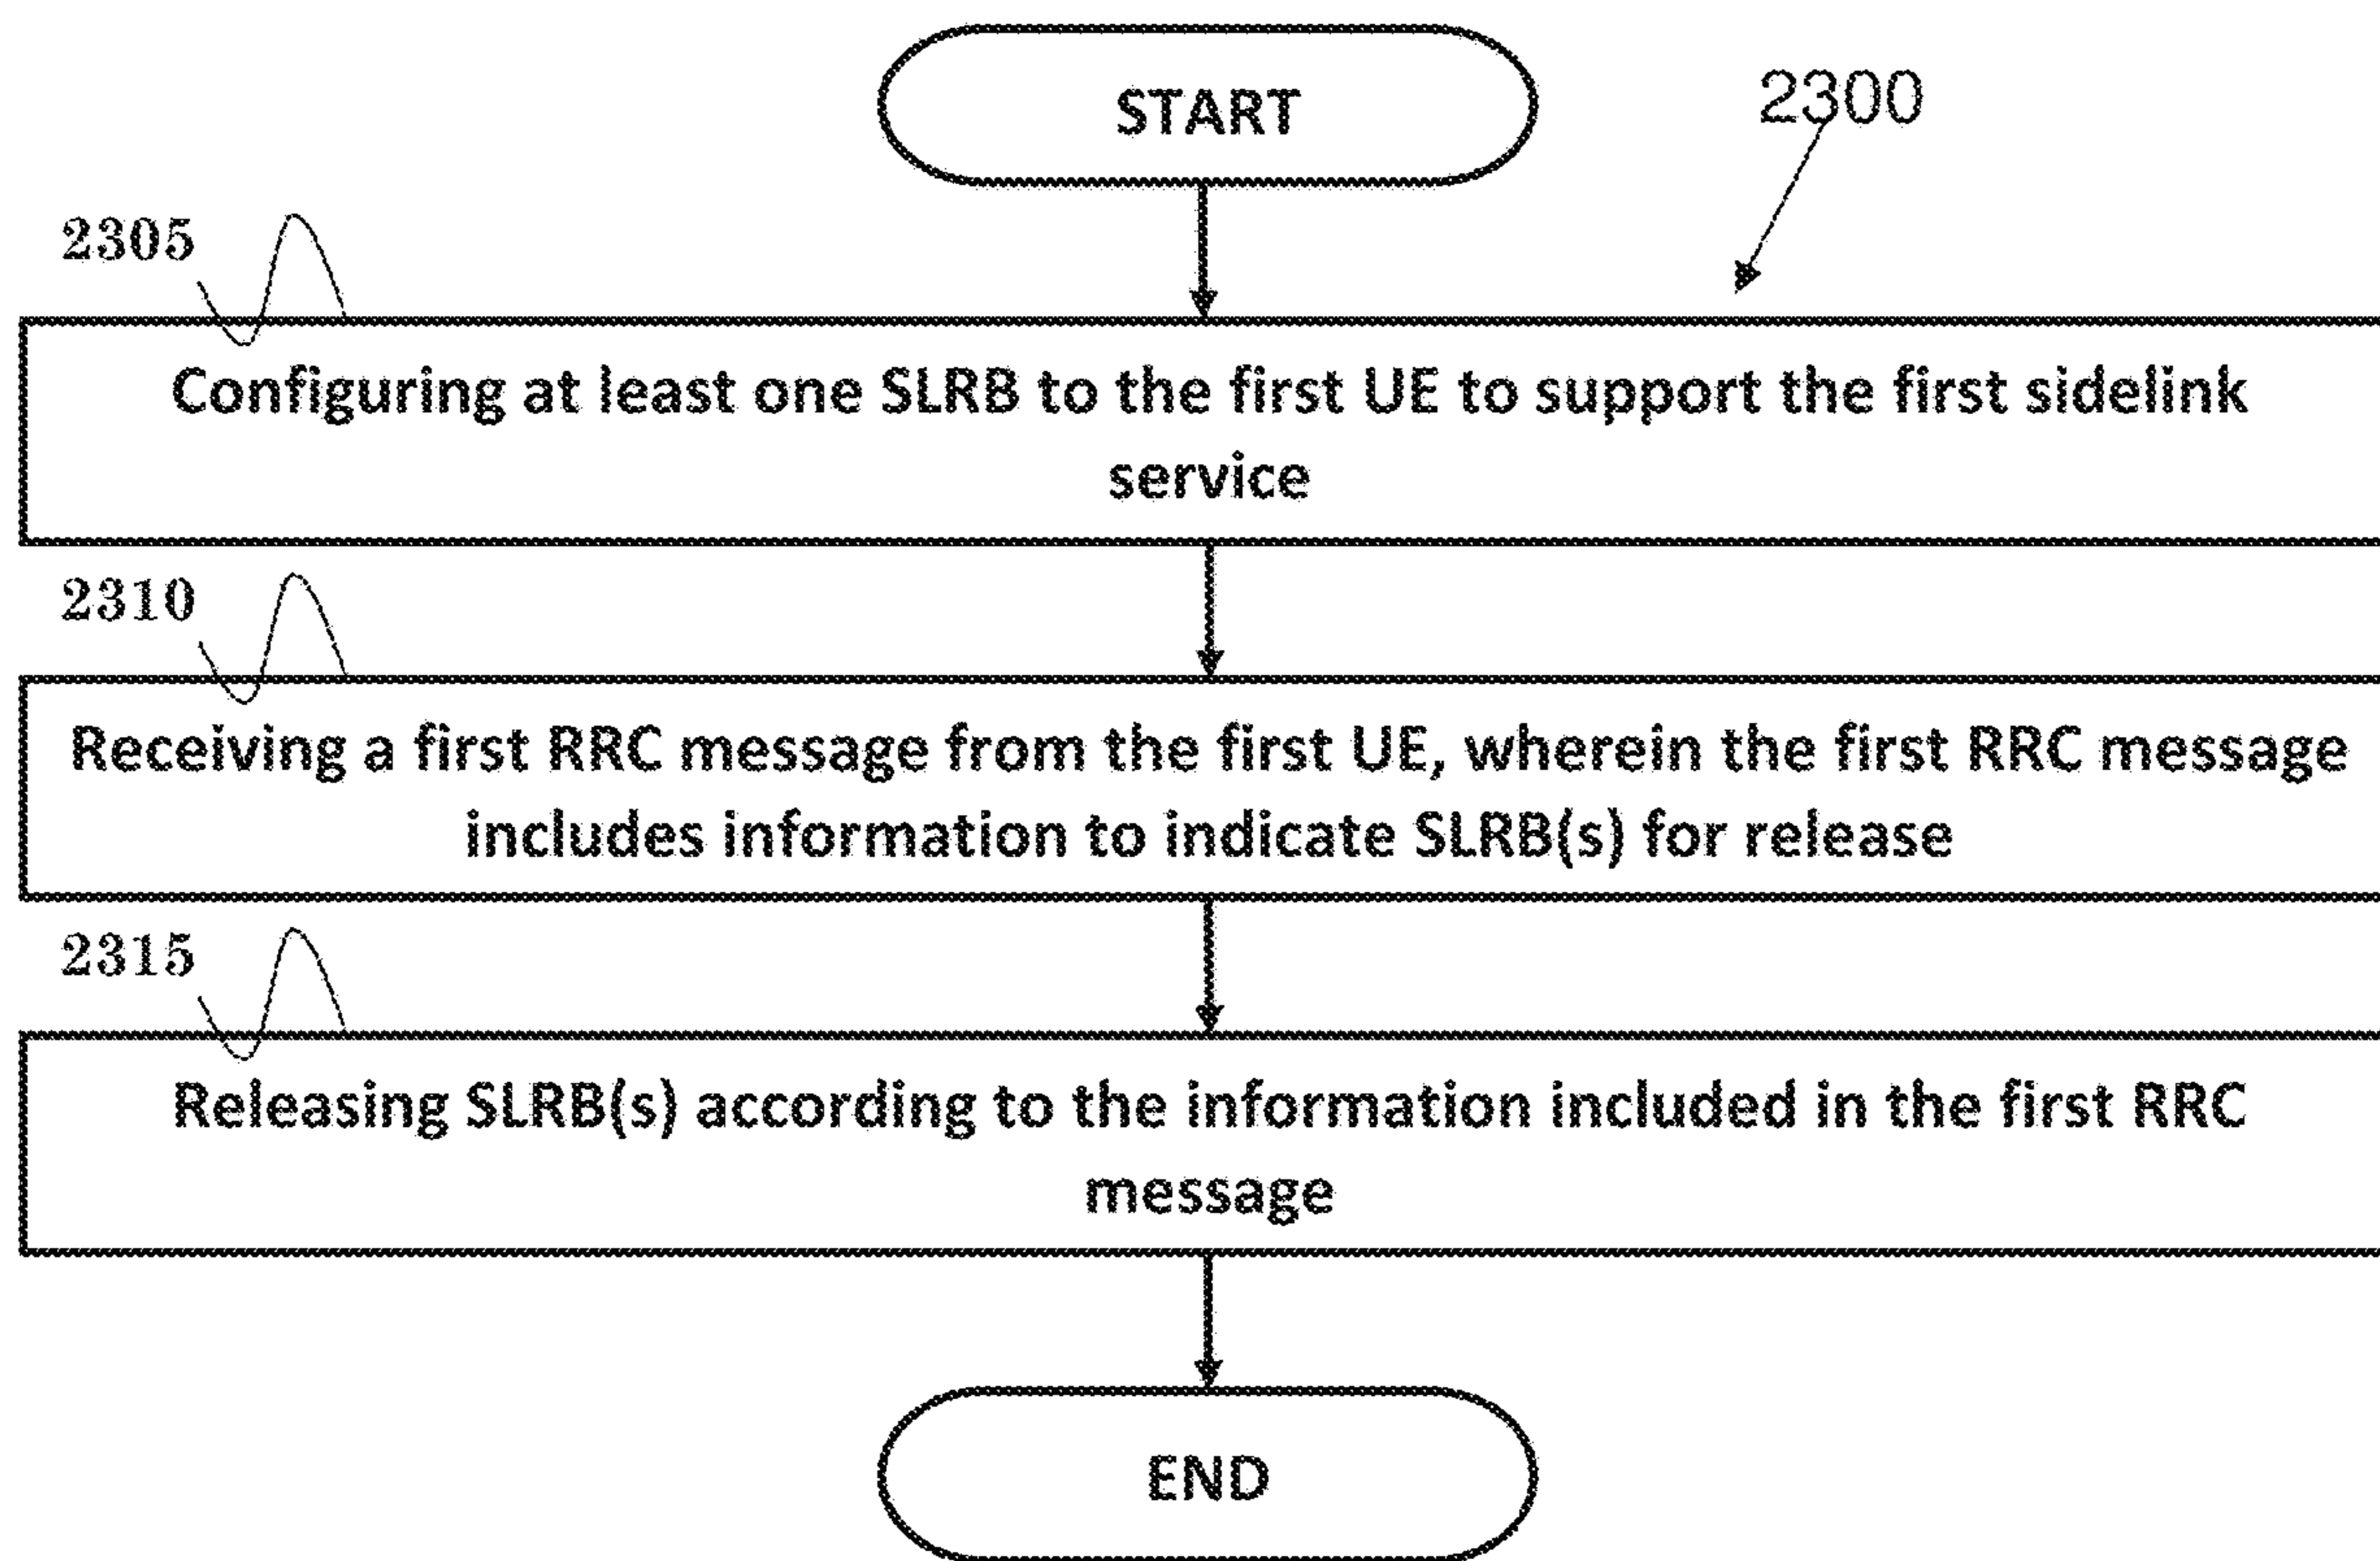 START
2300
2305
Configuring at least one SLRB to the first UE to support the first sidelink
service
2310
Receiving a first RRC message from the first UE, wherein the first RRC message
includes information to indicate SLRB(s) for release
2315
Releasing SLRB(s) according to the information included in the first RRC
message
END